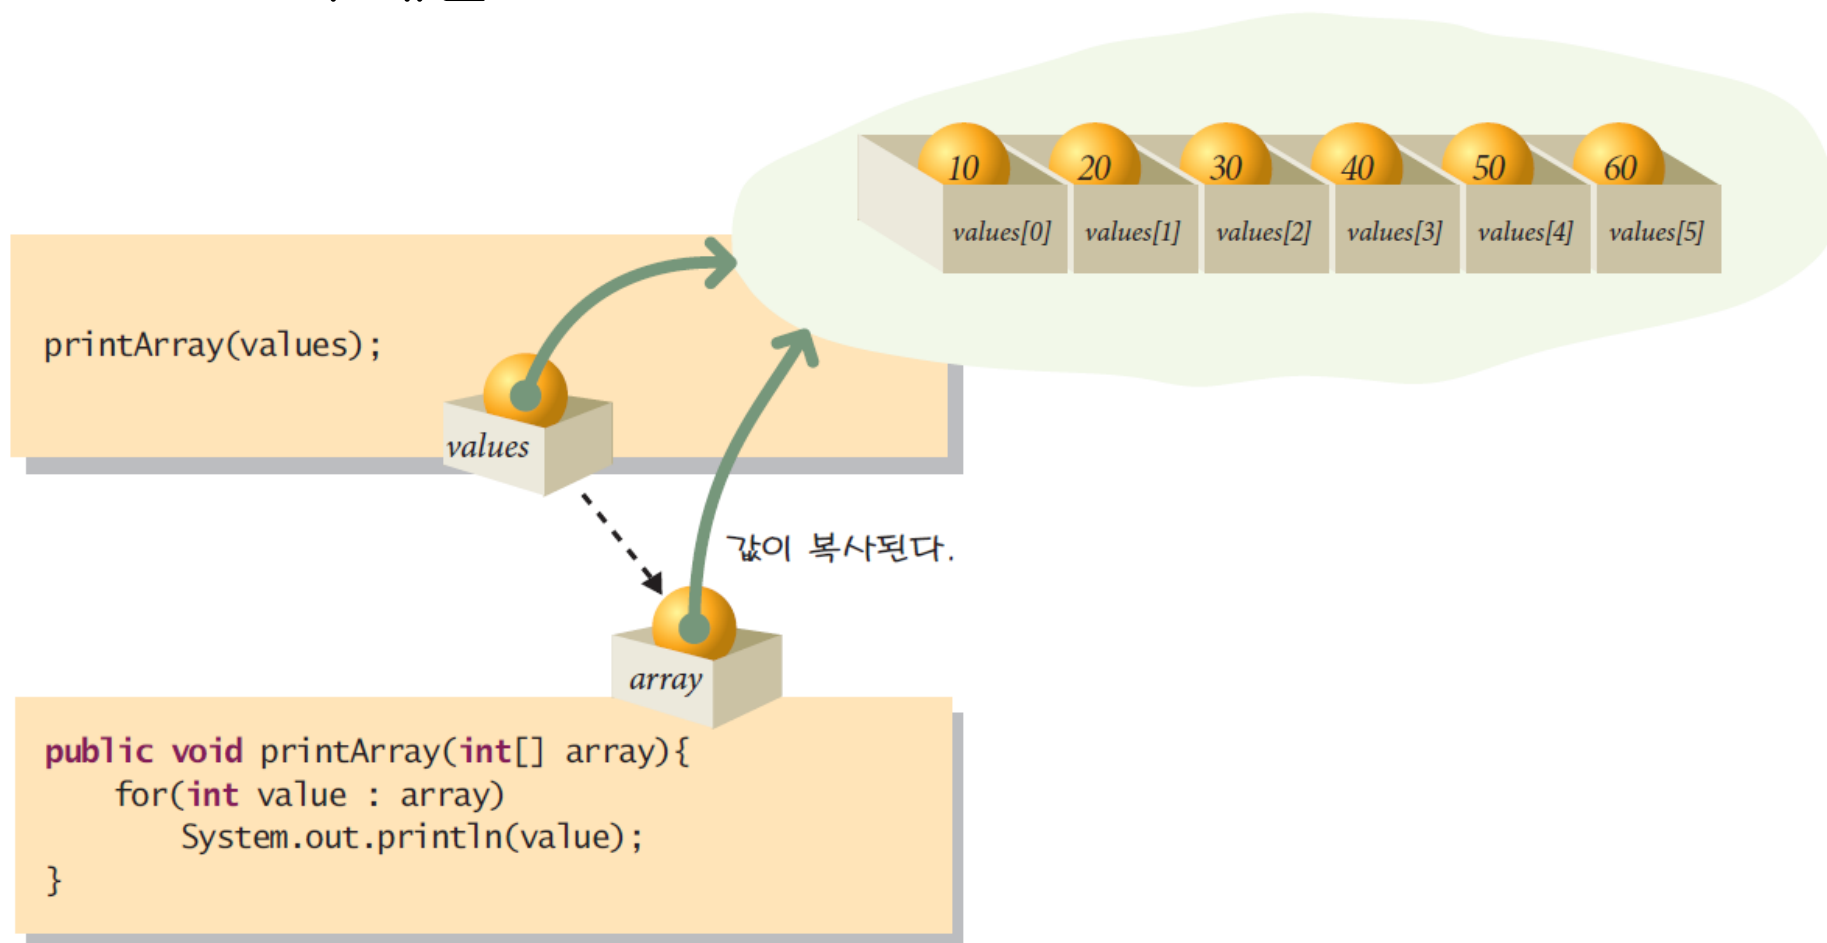 10 20 30 40 50 60
values[0] values[1] values[2] values[3] values[4] values[5]
printArray(values);
values
값이 복사된다.
array
public void printArray(int[] array){
for(int value : array)
System.out.println(value);
}